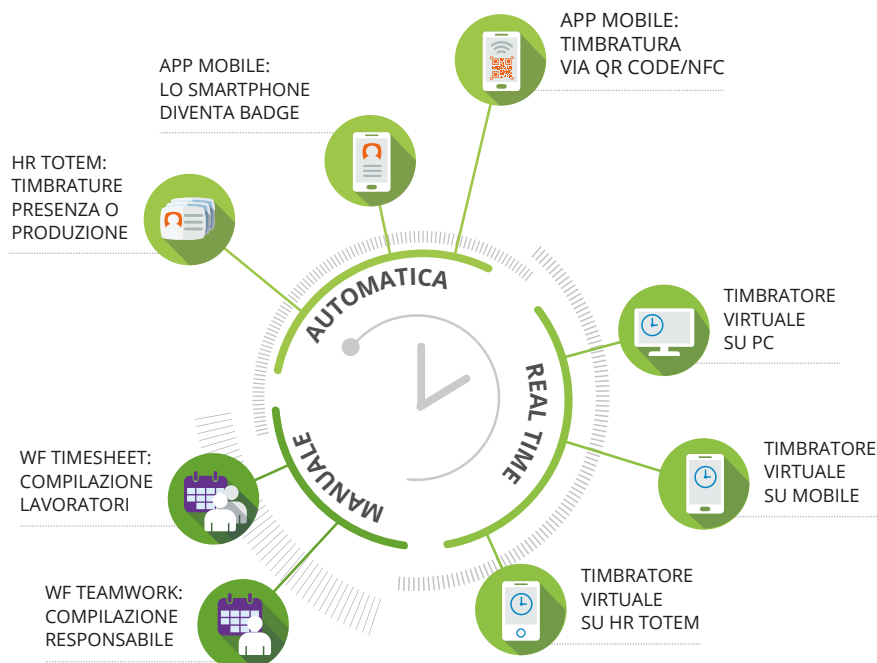 APP MOBILE:
TIMBRATURA
VIA QR CODE/NFC
APP MOBILE:
LO SMARTPHONE
DIVENTA BADGE
HR TOTEM:
TIMBRATURE
PRESENZA O
PRODUZIONE
AUTOMATICA
REAL TIME
MANUALE
TIMBRATORE
VIRTUALE
SU PC
TIMBRATORE
VIRTUALE
SU MOBILE
WF TIMESHEET:
COMPILAZIONE
LAVORATORI
TIMBRATORE
VIRTUALE
SU HR TOTEM
WF TEAMWORK:
COMPILAZIONE
RESPONSABILE